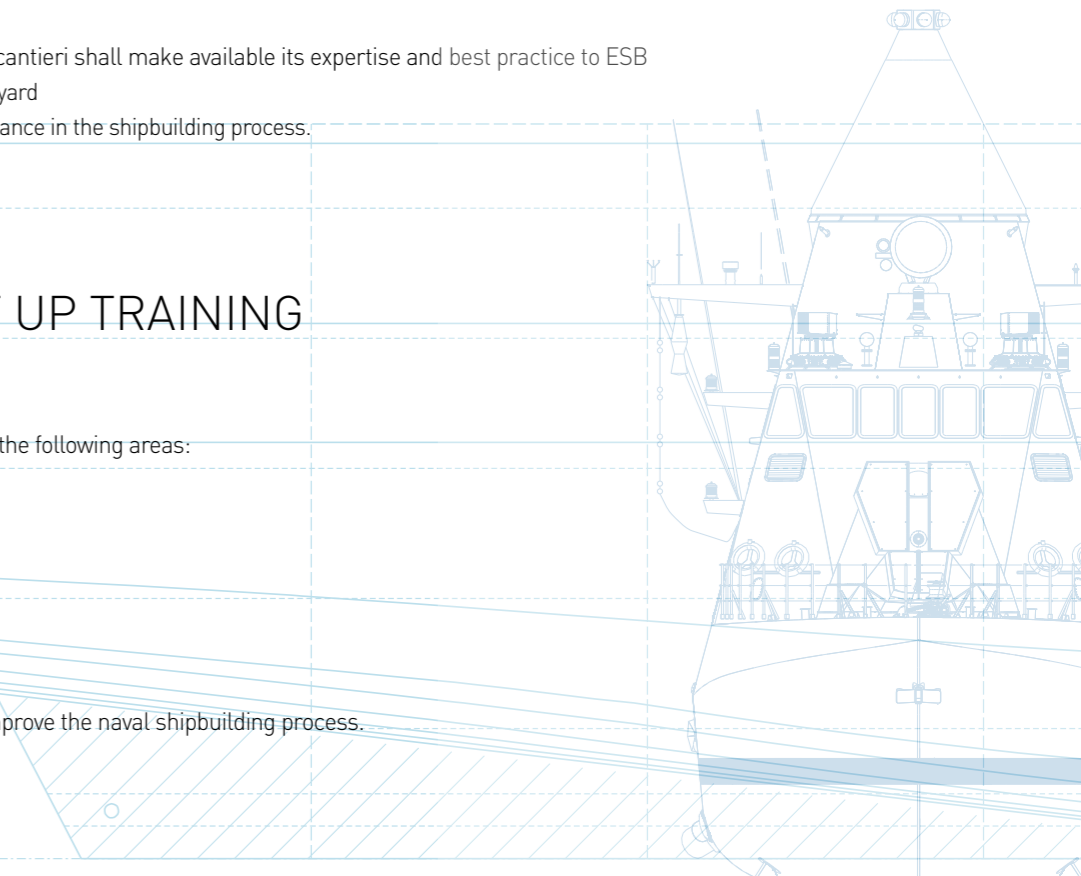 cantieri shall make available its expertise and best practice to ESB
yard
ance in the shipbuilding process.
UP TRAINING
the following areas:
prove the naval shipbuilding process.